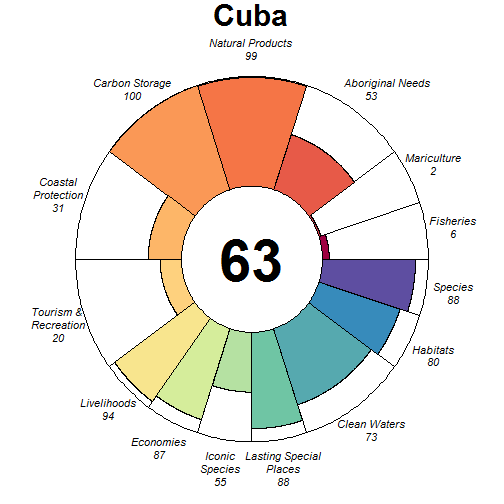 Cuba
Natural Products
99
Carbon Storage
100
Aboriginal Needs
53
Mariculture
2
Coastal
Protection
31
Fisheries
6
63
Species
88
Tourism &
Recreation
20
Habitats
80
Livelihoods
94
Clean Waters
73
Economies
87
Iconic
Species
55
Lasting Special
Places
88